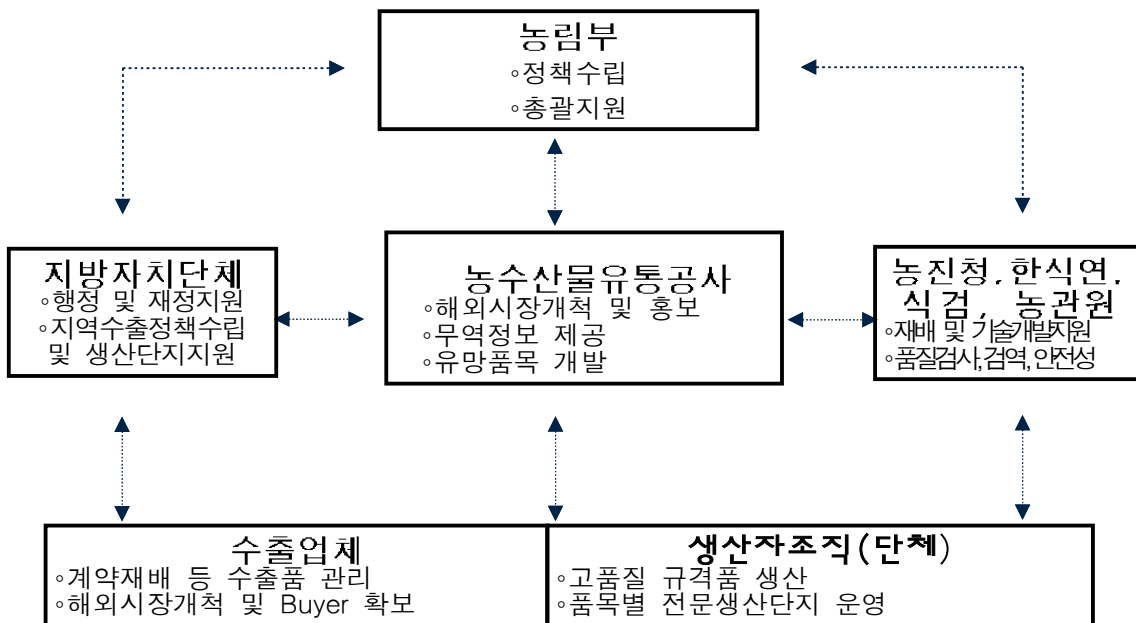 농림부
◦정책수립
◦총괄지원
지방자치단체
◦행정 및 재정지원
◦지역수출정책수립
및 생산단지지원
농수산물유통공사
◦해외시장개척 및 홍보
◦무역정보 제공
◦유망품목 개발
농진청,한식연,
식검, 농관원
◦재배 및 기술개발지원
◦품질검사,검역,안전성
수출업체
◦계약재배 등 수출품 관리
◦해외시장개척 및 Buyer 확보
생산자조직(단체)
◦고품질 규격품 생산
◦품목별 전문생산단지 운영